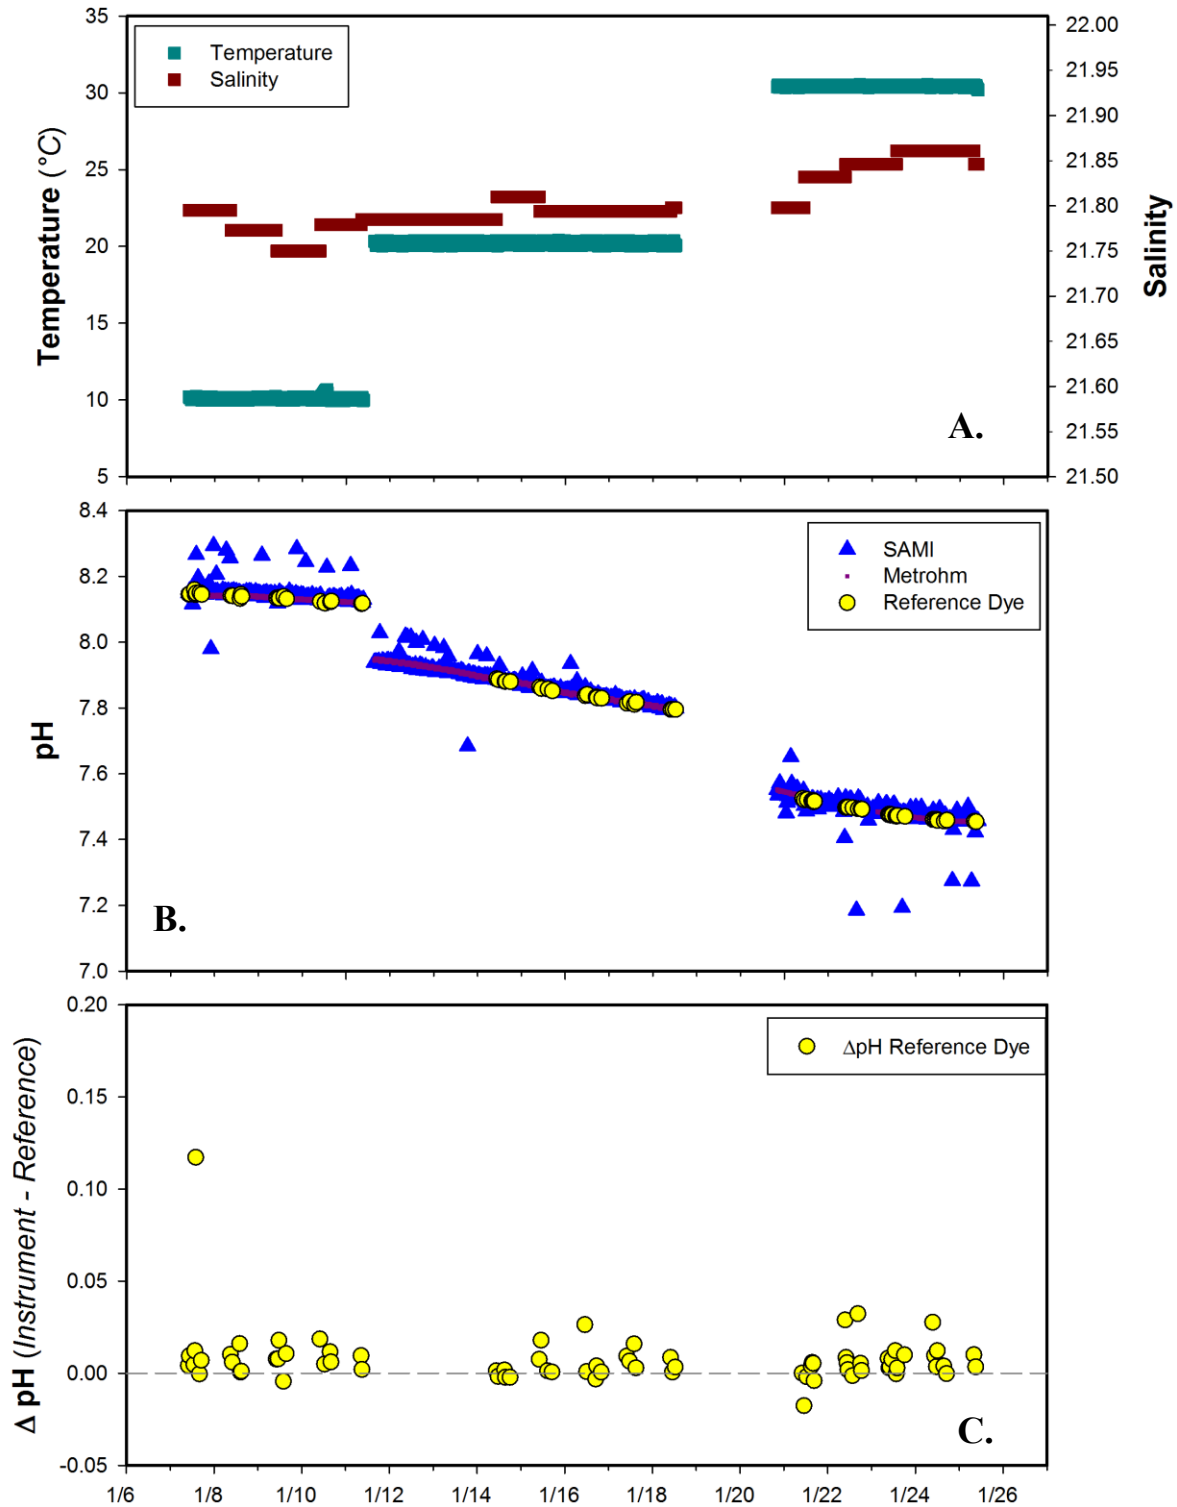 35
30
25
20
15
10
5
Temperature (°C)
Temperature
Salinity
22.00
21.95
21.90
21.85
21.80
21.75
21.70
21.65
21.60
21.55
21.50
Salinity
A.
8.4
8.2
8.0
7.8
7.6
7.4
7.2
7.0
pH
SAMI
Metrohm
Reference Dye
B.
0.20
0.15
0.10
0.05
0.00
-0.05
Δ pH (Instrument - Reference)
ΔpH Reference Dye
C.
1/6 1/8 1/10 1/12 1/14 1/16 1/18 1/20 1/22 1/24 1/26